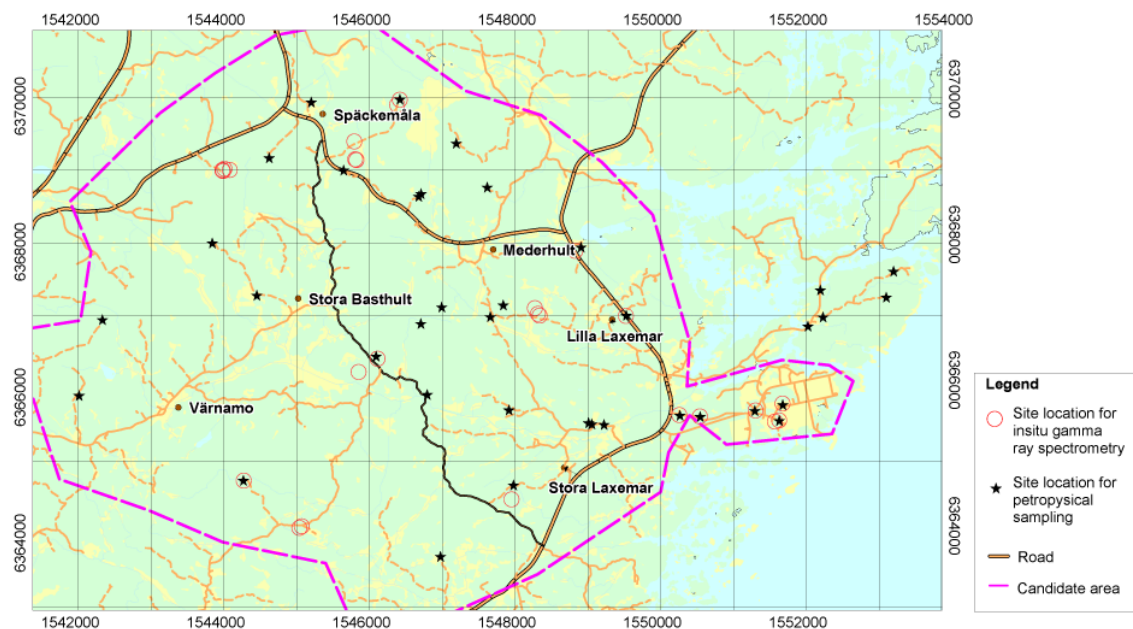 1542000 1544000 1546000 1548000 1550000 1552000 1554000
6370000 6370000
Späckemåla
6368000 6368000
Mederhult
Stora Basthult
Lilla Laxemar
6366000 6366000
Värnamo
Stora Laxemar
6364000 6364000
1542000 1544000 1546000 1548000 1550000 1552000
Legend
Site location for
insitu gamma
ray spectrometry
Site location for
petropysical
sampling
Road
Candidate area